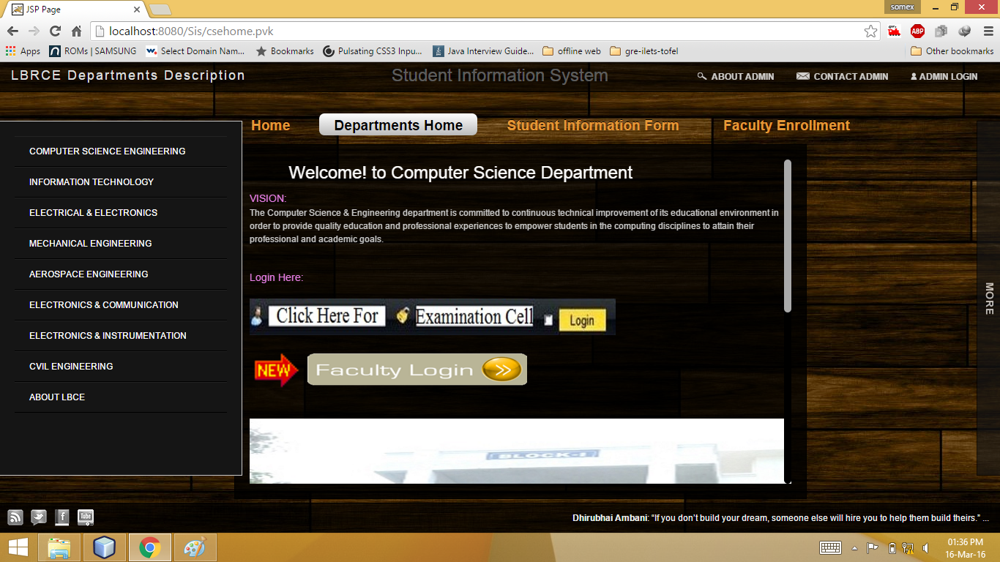 JSP Page
somex
localhost:8080/Sis/csehome.pvk
ABP
Apps
ROMs | SAMSUNG
Select Domain Nam...
Bookmarks
Pulsating CSS3 Inpu...
Java Interview Guide...
offline web
gre-ilets-tofel
Other bookmarks
LBRCE Departments Description
Student Information System
ABOUT ADMIN
CONTACT ADMIN
ADMIN LOGIN
Home
Departments Home
Student Information Form
Faculty Enrollment
COMPUTER SCIENCE ENGINEERING
INFORMATION TECHNOLOGY
ELECTRICAL & ELECTRONICS
MECHANICAL ENGINEERING
AEROSPACE ENGINEERING
ELECTRONICS & COMMUNICATION
ELECTRONICS & INSTRUMENTATION
CVIL ENGINEERING
ABOUT LBCE
Welcome! to Computer Science Department
VISION:
The Computer Science & Engineering department is committed to continuous technical improvement of its educational environment in
order to provide quality education and professional experiences to empower students in the computing disciplines to attain their
professional and academic goals.
Login Here:
Click Here For
Examination Cell
Login
NEW
Faculty Login
BLOCK-I
MORE
You Tube
Dhirubhai Ambani: “If you don’t build your dream, someone else will hire you to help them build theirs.” ...
01:36 PM
16-Mar-16